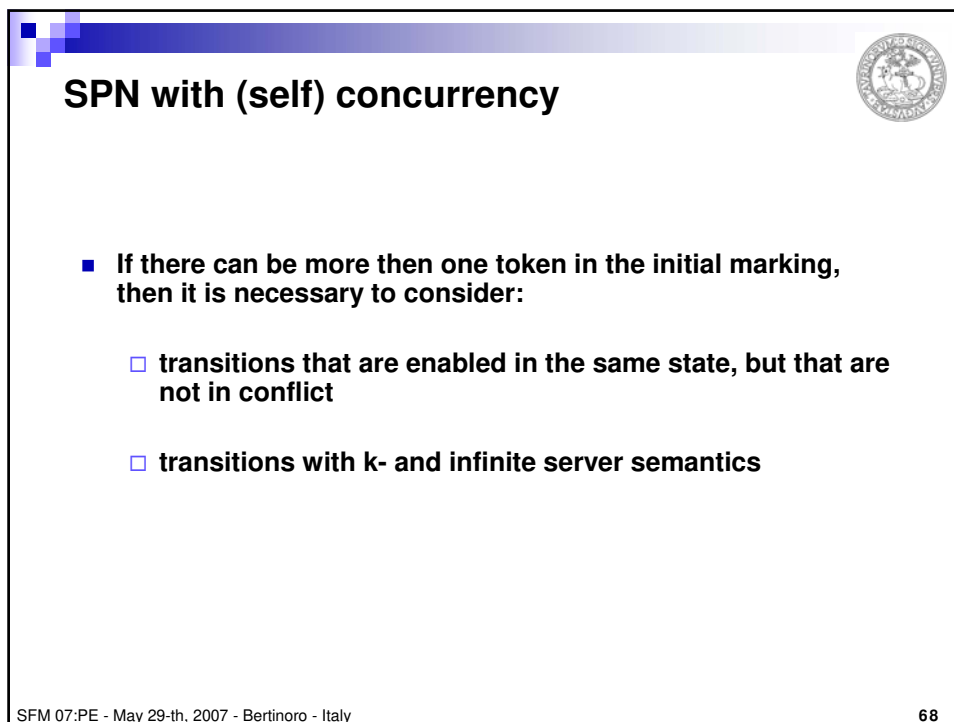 SPN with (self) concurrency
If there can be more then one token in the initial marking,
then it is necessary to consider:
transitions that are enabled in the same state, but that are
not in conflict
transitions with k- and infinite server semantics
SFM 07:PE - May 29-th, 2007 - Bertinoro - Italy
68